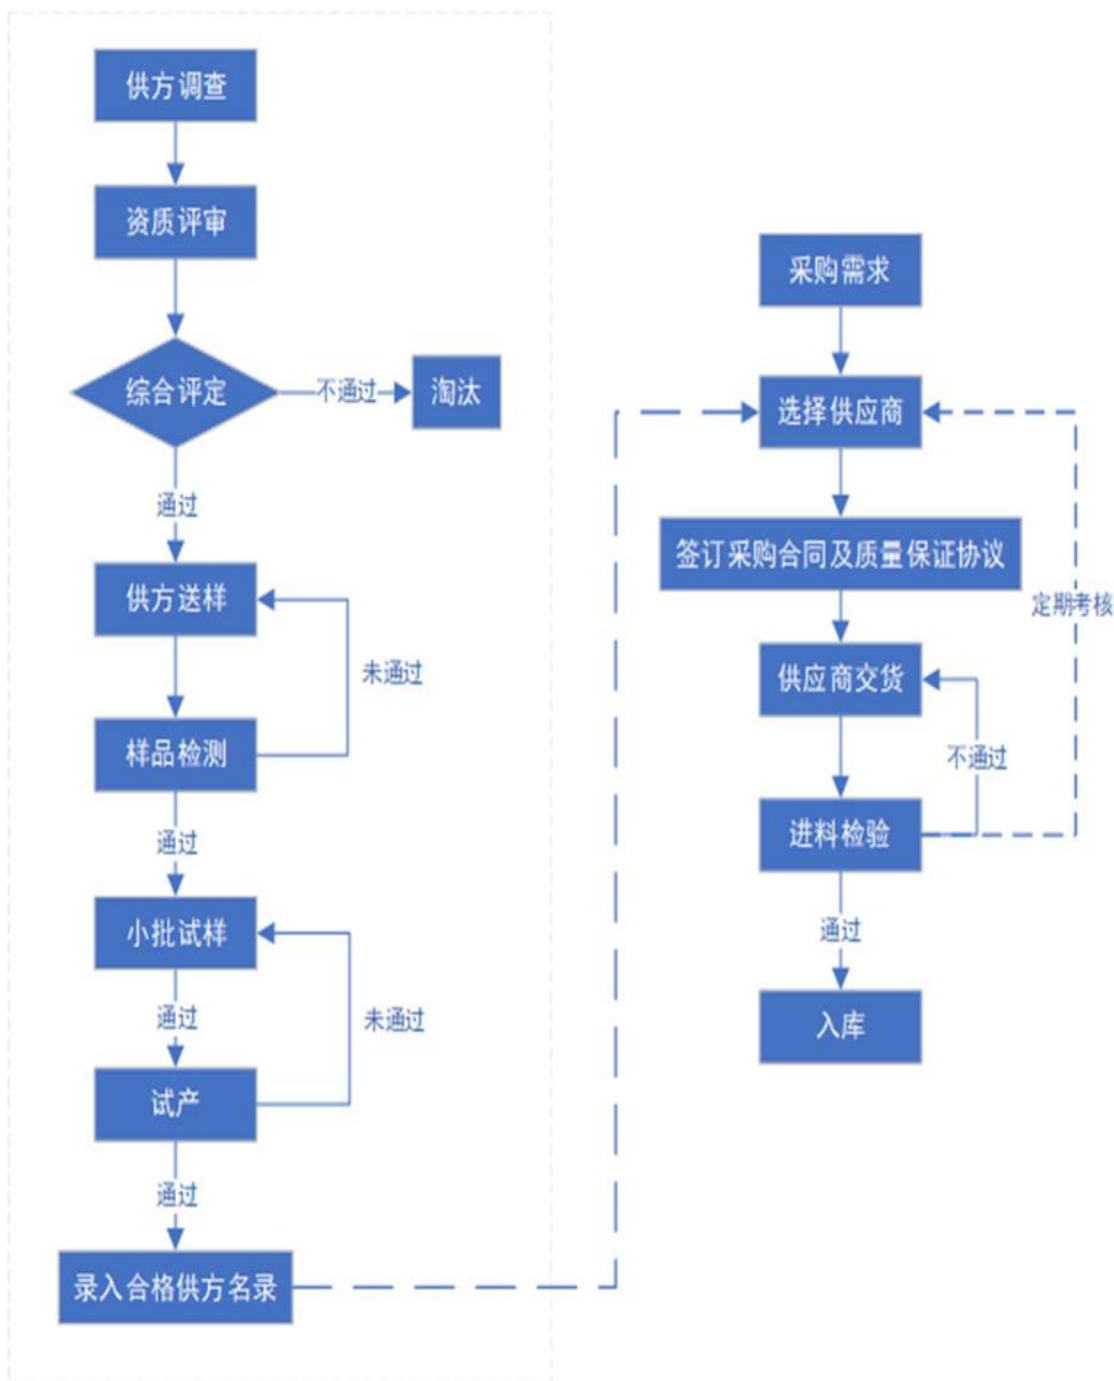 供方调查
资质评审
综合评定
不通过
淘汰
通过
供方送样
未通过
样品检测
通过
小批试样
通过
未通过
试产
通过
录入合格供方名录
采购需求
选择供应商
签订采购合同及质量保证协议
定期考核
供应商交货
不通过
进料检验
通过
入库